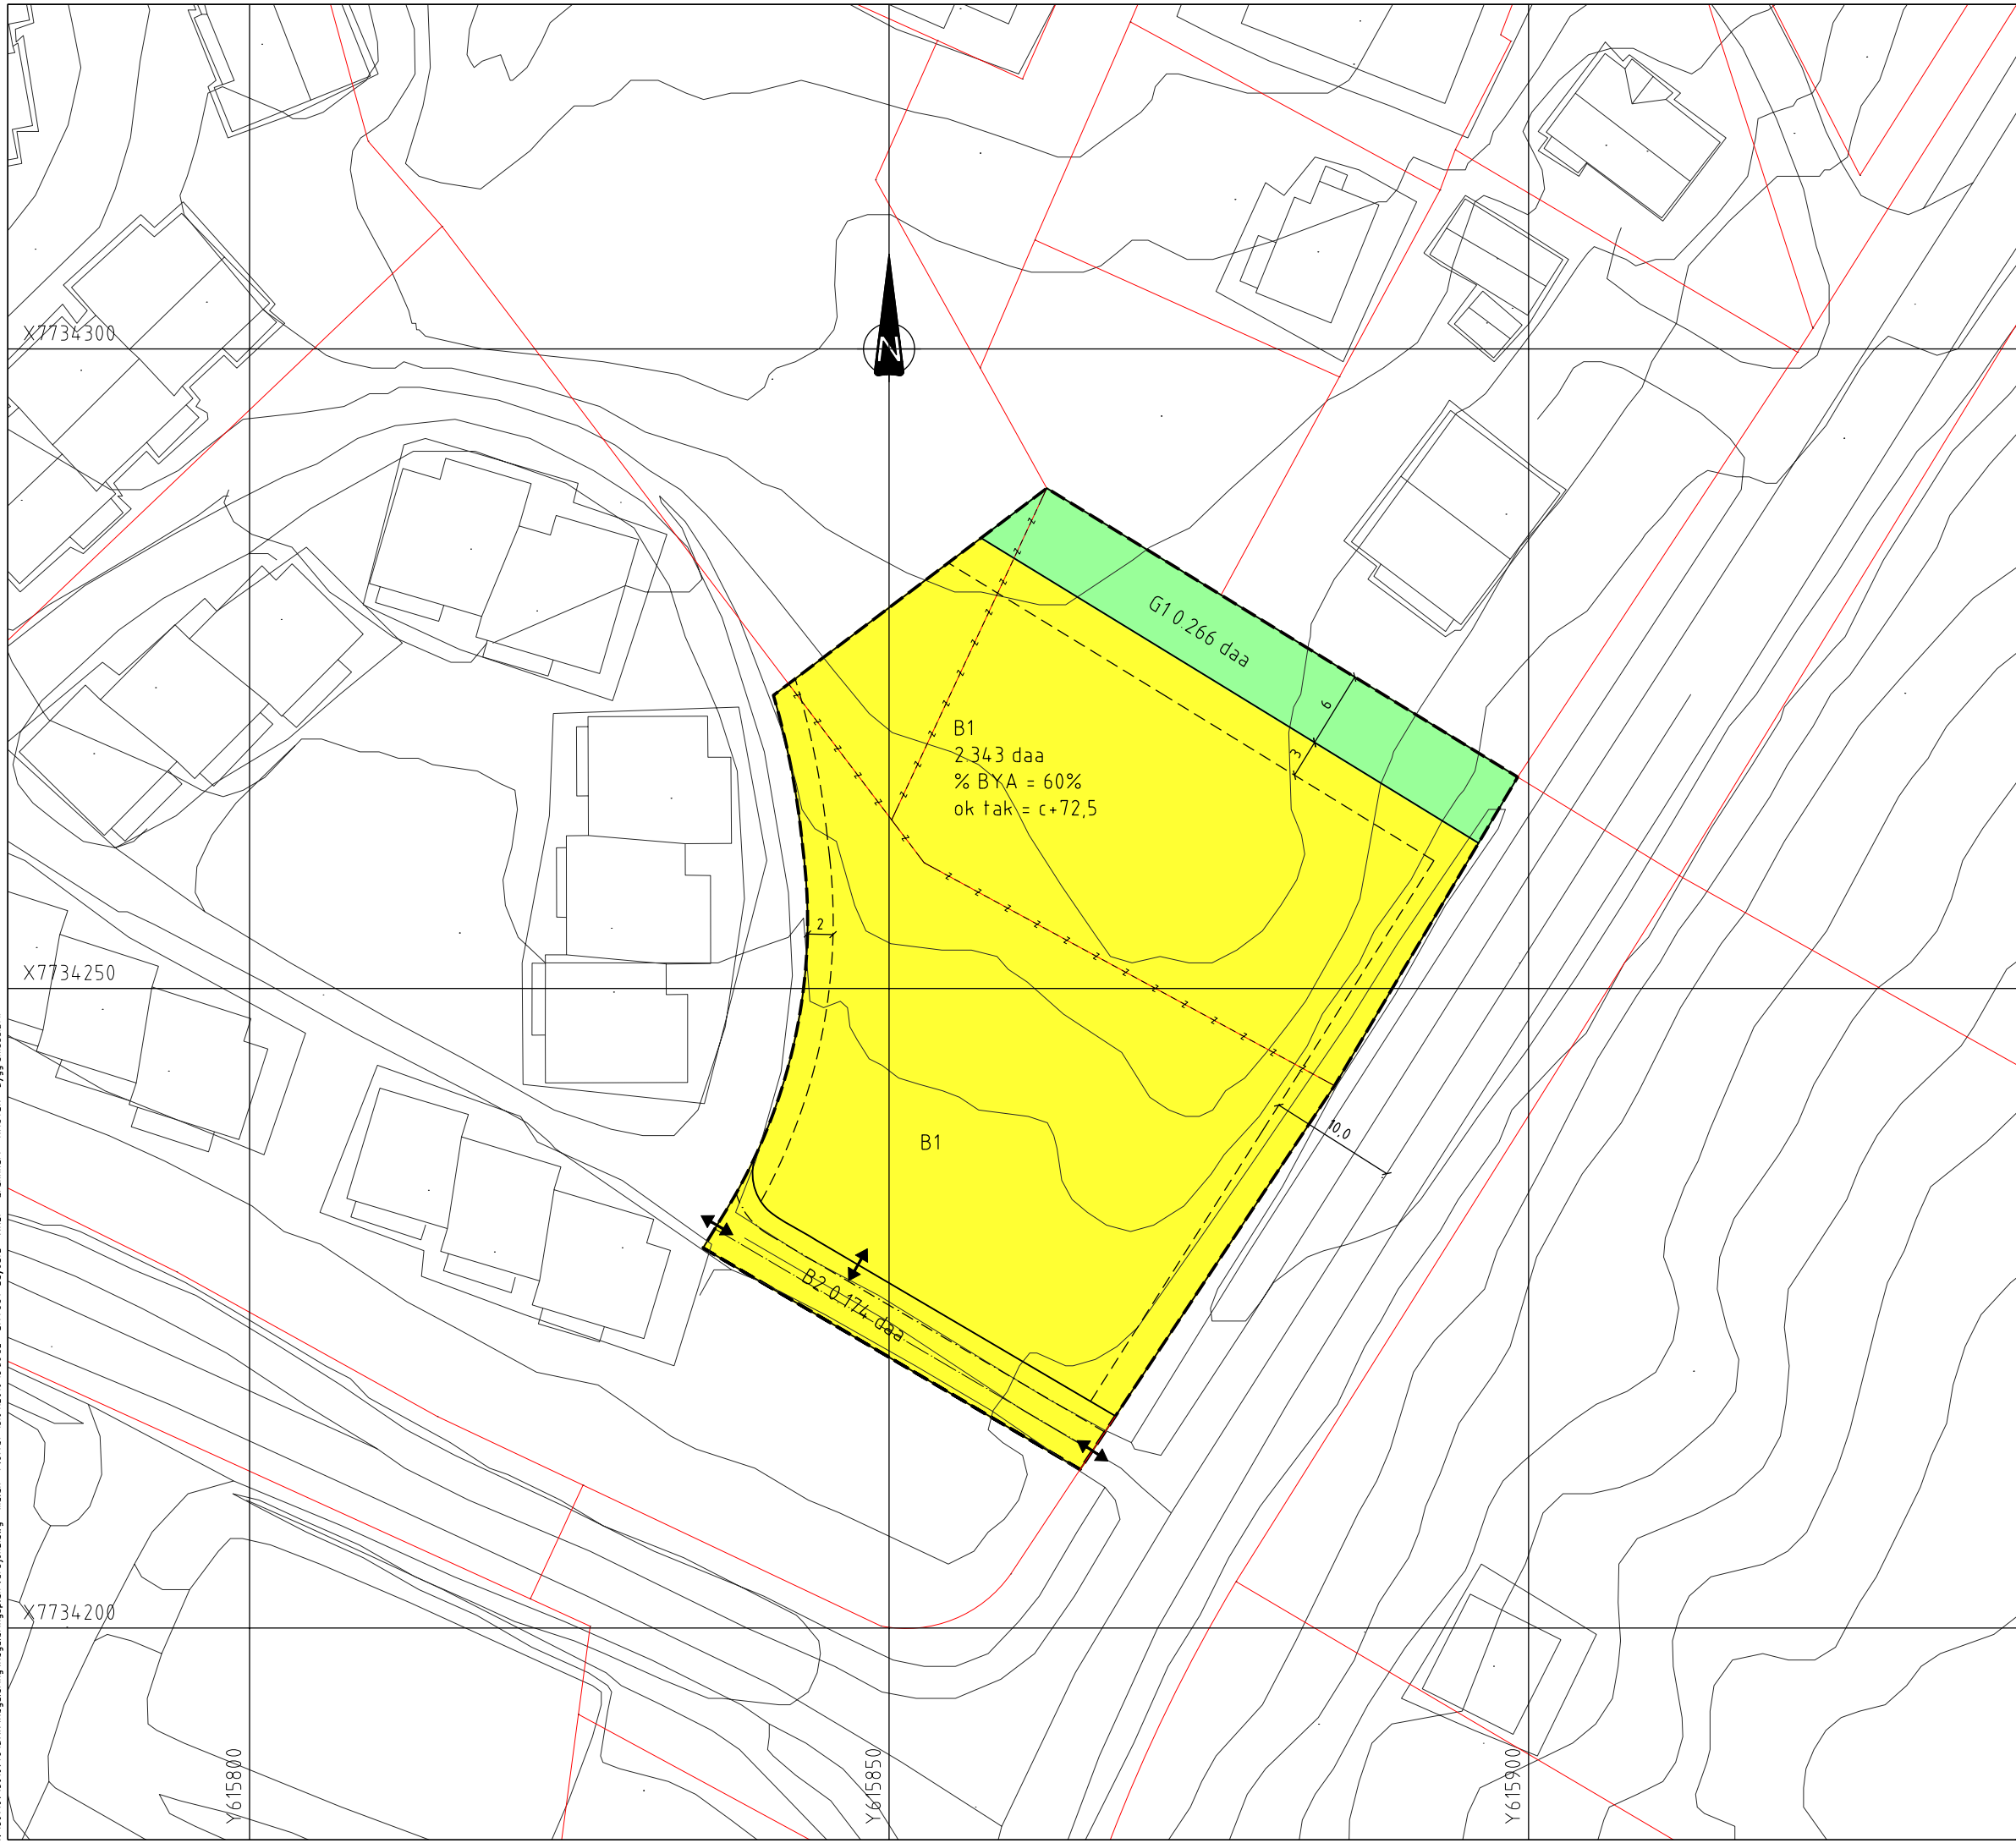 X7734300
N
G1 0.266 daa
6
3
B1
2.343 daa
% BYA = 60%
ok tak = c+72,5
2
X7734250
10,0
B1
B2 0.174 daa
X7734200
Y615800
Y615850
Y615900